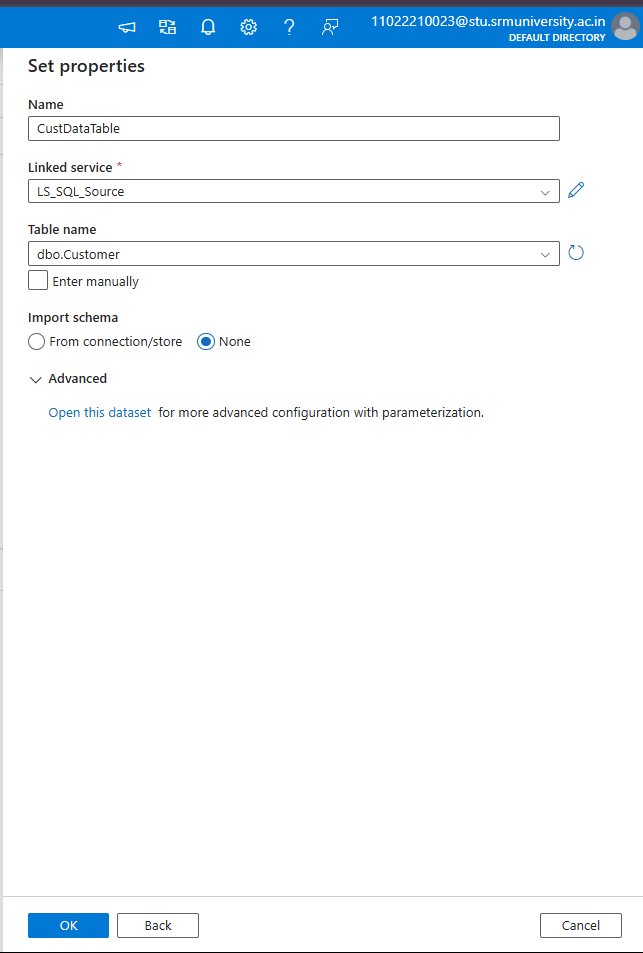 11022210023@stu.srmuniversity.ac.in
DEFAULT DIRECTORY
Set properties
Name
CustDataTable
Linked service *
LS_SQL_Source
Table name
dbo.Customer
Enter manually
Import schema
From connection/store None
Advanced
Open this dataset for more advanced configuration with parameterization.
OK Back Cancel